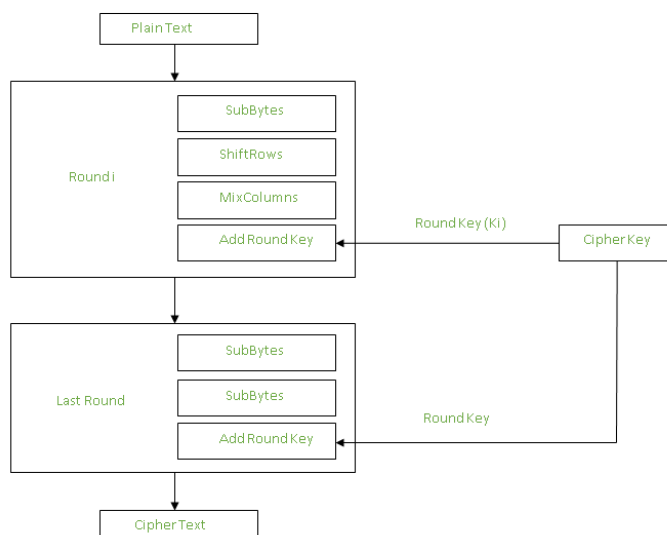 Plain Text
SubBytes
ShiftRows
Round i
MixColumns
Round Key (Ki)
Add Round Key
Cipher Key
SubBytes
Last Round
SubBytes
Round Key
Add Round Key
Cipher Text